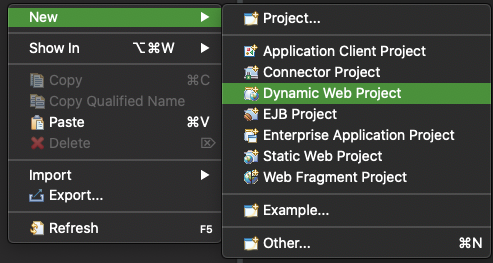 New
Show In ⌥⌘W
Copy ⌘C
Copy Qualified Name
Paste ⌘V
Delete ⌦
Import
Export...
Refresh F5
Project...
Application Client Project
Connector Project
Dynamic Web Project
EJB Project
Enterprise Application Project
Static Web Project
Web Fragment Project
Example...
Other... ⌘N